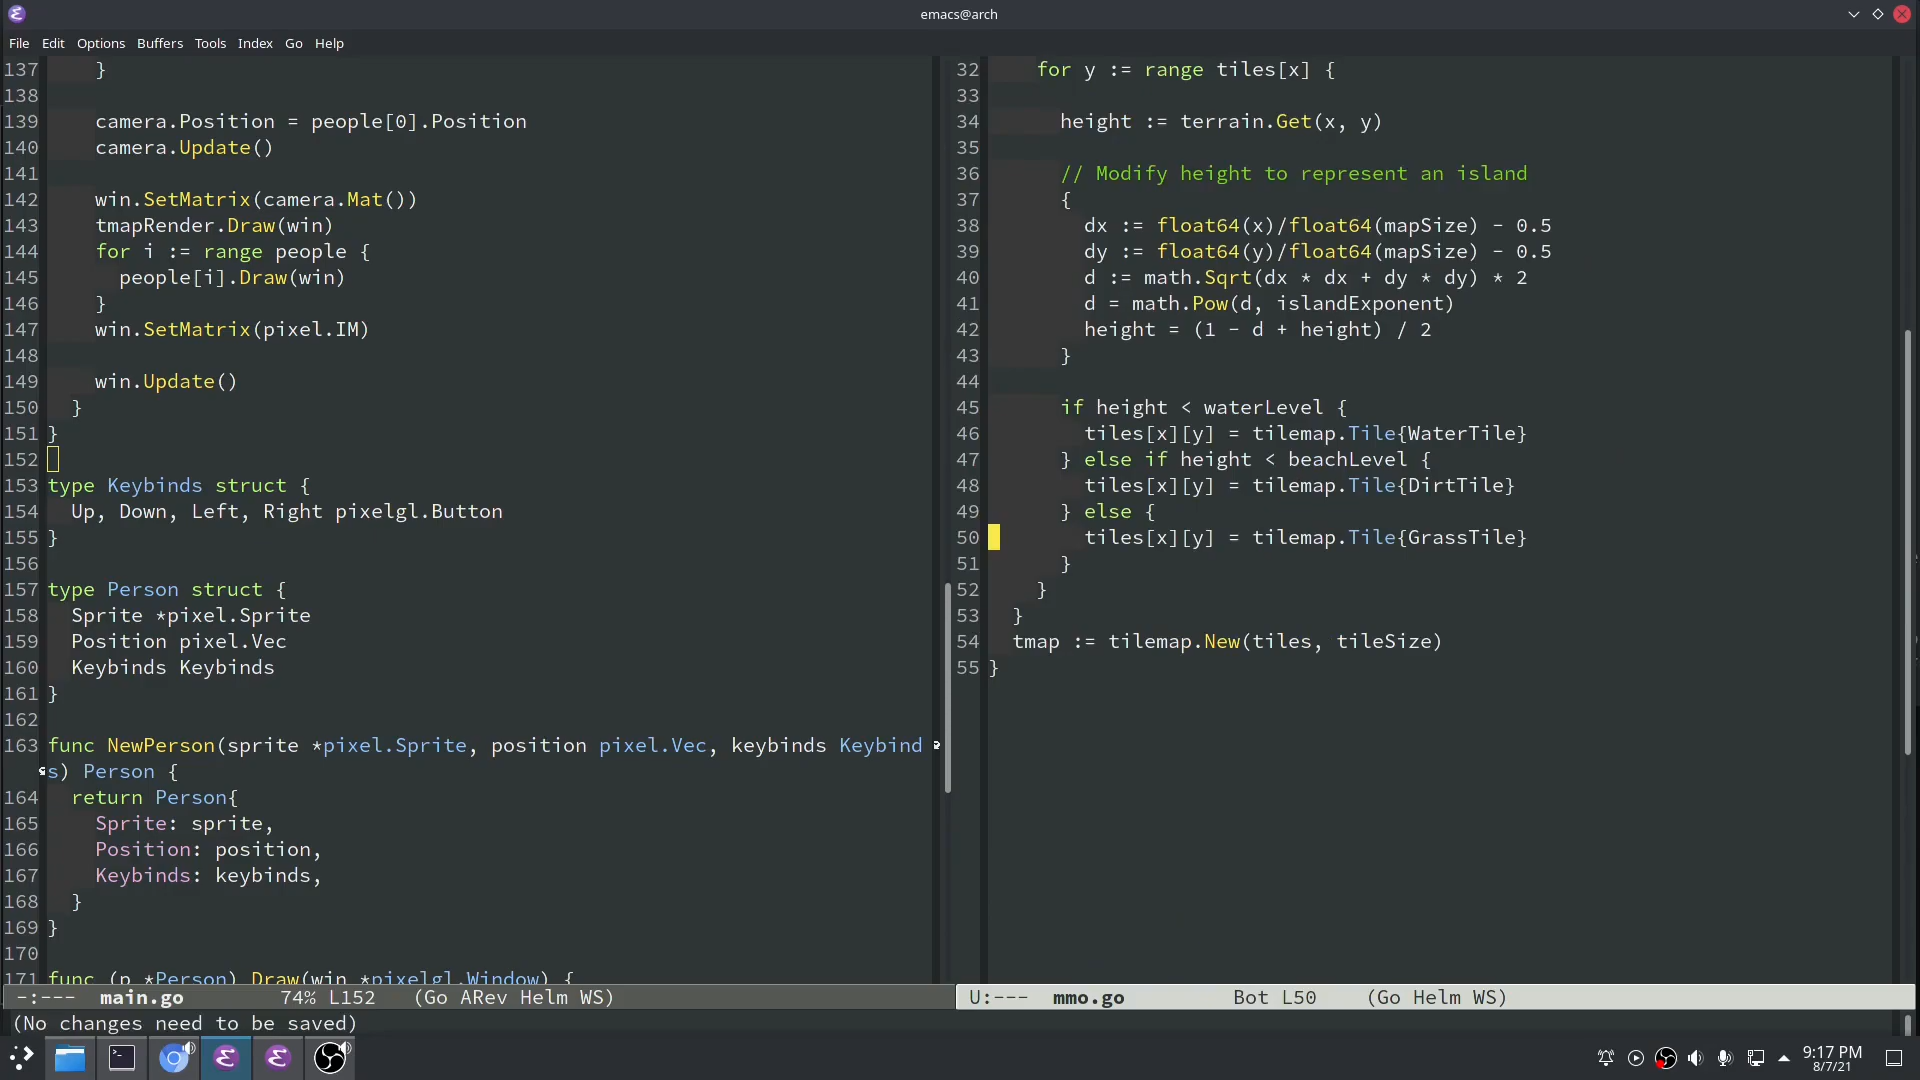 emacs@arch
File Edit Options Buffers Tools Index Go Help
137 }
138
139 camera.Position = people[0].Position
140 camera.Update()
141
142 win.SetMatrix(camera.Mat())
143 tmapRender.Draw(win)
144 for i := range people {
145 people[i].Draw(win)
146 }
147 win.SetMatrix(pixel.IM)
148
149 win.Update()
150 }
151 }
152
153 type Keybinds struct {
154 Up, Down, Left, Right pixelgl.Button
155 }
156
157 type Person struct {
158 Sprite *pixel.Sprite
159 Position pixel.Vec
160 Keybinds Keybinds
161 }
162
163 func NewPerson(sprite *pixel.Sprite, position pixel.Vec, keybinds Keybind
s) Person {
164 return Person{
165 Sprite: sprite,
166 Position: position,
167 Keybinds: keybinds,
168 }
169 }
170
171 func (p *Person) Draw(win *pixelgl.Window) {
-:--- main.go 74% L152 (Go ARev Helm WS)
32 for y := range tiles[x] {
33
34 height := terrain.Get(x, y)
35
36 // Modify height to represent an island
37 {
38 dx := float64(x)/float64(mapSize) - 0.5
39 dy := float64(y)/float64(mapSize) - 0.5
40 d := math.Sqrt(dx * dx + dy * dy) * 2
41 d = math.Pow(d, islandExponent)
42 height = (1 - d + height) / 2
43 }
44
45 if height < waterLevel {
46 tiles[x][y] = tilemap.Tile{WaterTile}
47 } else if height < beachLevel {
48 tiles[x][y] = tilemap.Tile{DirtTile}
49 } else {
50 tiles[x][y] = tilemap.Tile{GrassTile}
51 }
52 }
53 }
54 tmap := tilemap.New(tiles, tileSize)
55 }
U:--- mmo.go Bot L50 (Go Helm WS)
(No changes need to be saved)
9:17 PM
8/7/21